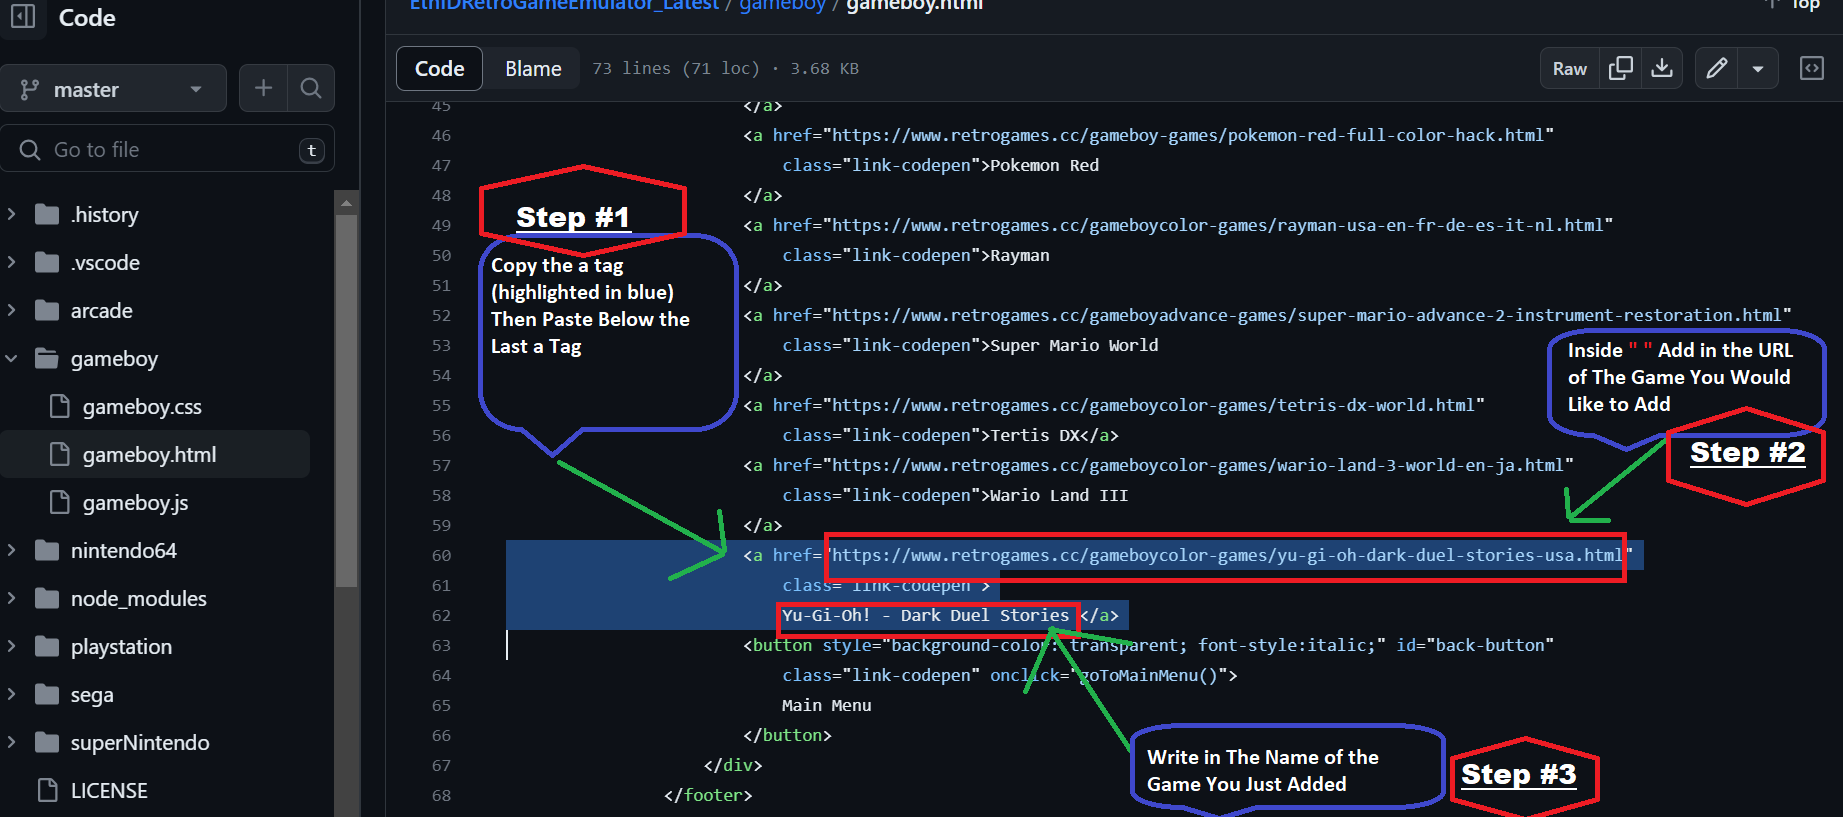 Code
master
Go to file
t
.history
.vscode
arcade
gameboy
gameboy.css
gameboy.html
gameboy.js
nintendo64
node_modules
playstation
sega
superNintendo
LICENSE
EthIDRetroGameEmulator_Latest / gameboy / gameboy.html
Top
Code
Blame
73 lines (71 loc) · 3.68 KB
Raw
45 </a>
46 <a href="https://www.retrogames.cc/gameboy-games/pokemon-red-full-color-hack.html"
47 class="link-codepen">Pokemon Red
48 </a>
49 <a href="https://www.retrogames.cc/gameboycolor-games/rayman-usa-en-fr-de-es-it-nl.html"
50 class="link-codepen">Rayman
51 </a>
52 <a href="https://www.retrogames.cc/gameboyadvance-games/super-mario-advance-2-instrument-restoration.html"
53 class="link-codepen">Super Mario World
54 </a>
55 <a href="https://www.retrogames.cc/gameboycolor-games/tetris-dx-world.html"
56 class="link-codepen">Tertis DX</a>
57 <a href="https://www.retrogames.cc/gameboycolor-games/wario-land-3-world-en-ja.html"
58 class="link-codepen">Wario Land III
59 </a>
60 <a href="https://www.retrogames.cc/gameboycolor-games/yu-gi-oh-dark-duel-stories-usa.html"
61 class="link-codepen">
62 Yu-Gi-Oh! - Dark Duel Stories </a>
63 <button style="background-color: transparent; font-style:italic;" id="back-button"
64 class="link-codepen" onclick="goToMainMenu()">
65 Main Menu
66 </button>
67 </div>
68 </footer>
Step #1
Copy the a tag
(highlighted in blue)
Then Paste Below the
Last a Tag
Inside " " Add in the URL
of The Game You Would
Like to Add
Step #2
Write in The Name of the
Game You Just Added
Step #3